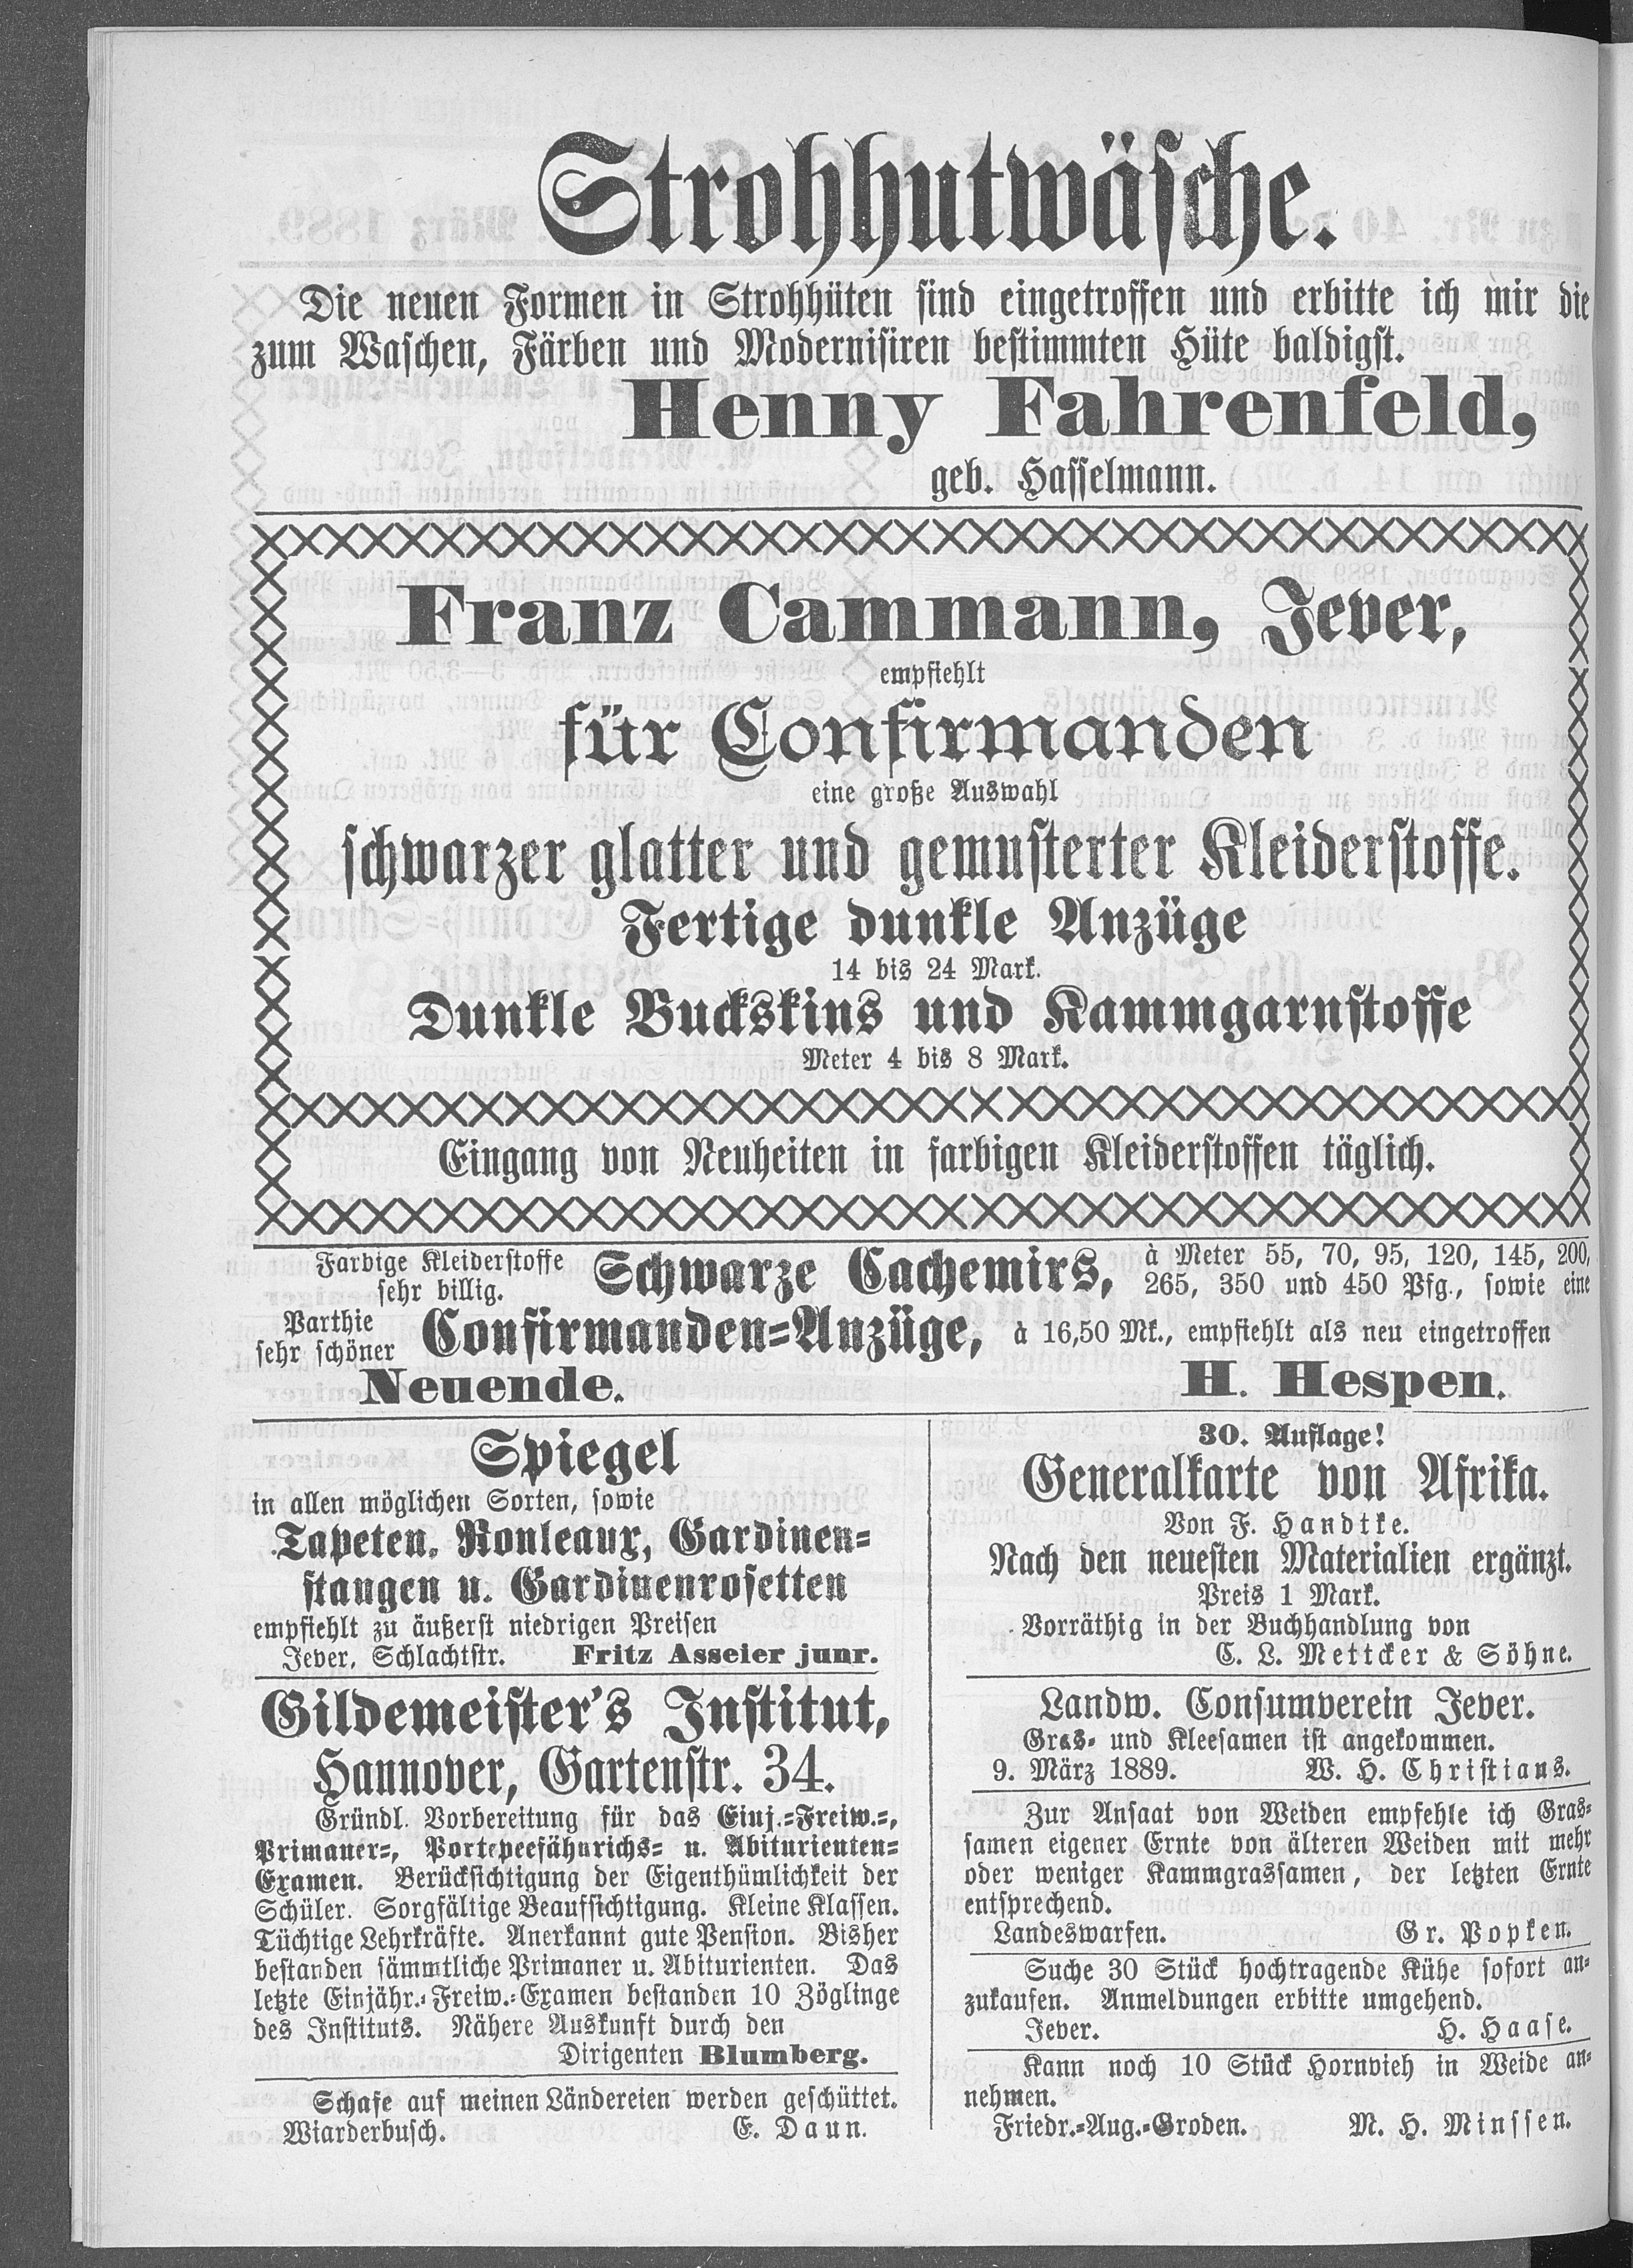 Strohhutwäsche.
Die neuen Formen in Strohhüten sind eingetroffen und erbitte ich mir die
zum Waschen, Färben und Modernisiren bestimmten Hüte baldigst.
Henny Fahrenfeld,
geb. Hasselmann.
Franz Cammann, Jever,
empfiehlt
für Confirmanden
eine große Auswahl
schwarzer glatter und gemusterter Kleiderstoffe.
Fertige dunkle Anzüge
14 bis 24 Mark.
Dunkle Buckskins und Kammgarnstoffe
Meter 4 bis 8 Mark.
Eingang von Neuheiten in farbigen Kleiderstoffen täglich.
Farbige Kleiderstoffe
sehr billig.
Schwarze Cachemirs,
à Meter 55, 70, 95, 120, 145, 200,
265, 350 und 450 Pfg., sowie eine
Parthie
sehr schöner
Confirmanden-Anzüge, à 16,50 Mk., empfiehlt als neu eingetroffen
Neuende. H. Hespen.
Spiegel
in allen möglichen Sorten, sowie
Tapeten, Rouleaux, Gardinen-
stangen u. Gardinenrosetten
empfiehlt zu äußerst niedrigen Preisen
Jever, Schlachtstr. Fritz Asseier junr.
Gildemeister's Institut,
Hannover, Gartenstr. 34.
Gründl. Vorbereitung für das Einj.-Freiw.-,
Primaner-, Portepeefähnrichs- u. Abiturienten-
Examen. Berücksichtigung der Eigenthümlichkeit der
Schüler. Sorgfältige Beaufsichtigung. Kleine Klassen.
Tüchtige Lehrkräfte. Anerkannt gute Pension. Bisher
bestanden sämmtliche Primaner u. Abiturienten. Das
letzte Einjähr.-Freiw.-Examen bestanden 10 Zöglinge
des Instituts. Nähere Auskunft durch den
Dirigenten Blumberg.
Schafe auf meinen Ländereien werden geschüttet.
Wiarderbusch. E. Daun.
30. Auflage!
Generalkarte von Afrika.
Von F. Handtke.
Nach den neuesten Materialien ergänzt.
Preis 1 Mark.
Vorräthig in der Buchhandlung von
C. L. Mettcker & Söhne.
Landw. Consumverein Jever.
Gras- und Kleesamen ist angekommen.
9. März 1889. W. H. Christians.
Zur Ansaat von Weiden empfehle ich Gras-
samen eigener Ernte von älteren Weiden mit mehr
oder weniger Kammgrassamen, der letzten Ernte
entsprechend.
Landeswarfen. Gr. Popken.
Suche 30 Stück hochtragende Kühe sofort an-
zukaufen. Anmeldungen erbitte umgehend.
Jever. H. Haase.
Kann noch 10 Stück Hornvieh in Weide an-
nehmen.
Friedr.-Aug.-Groden. M. H. Minssen.